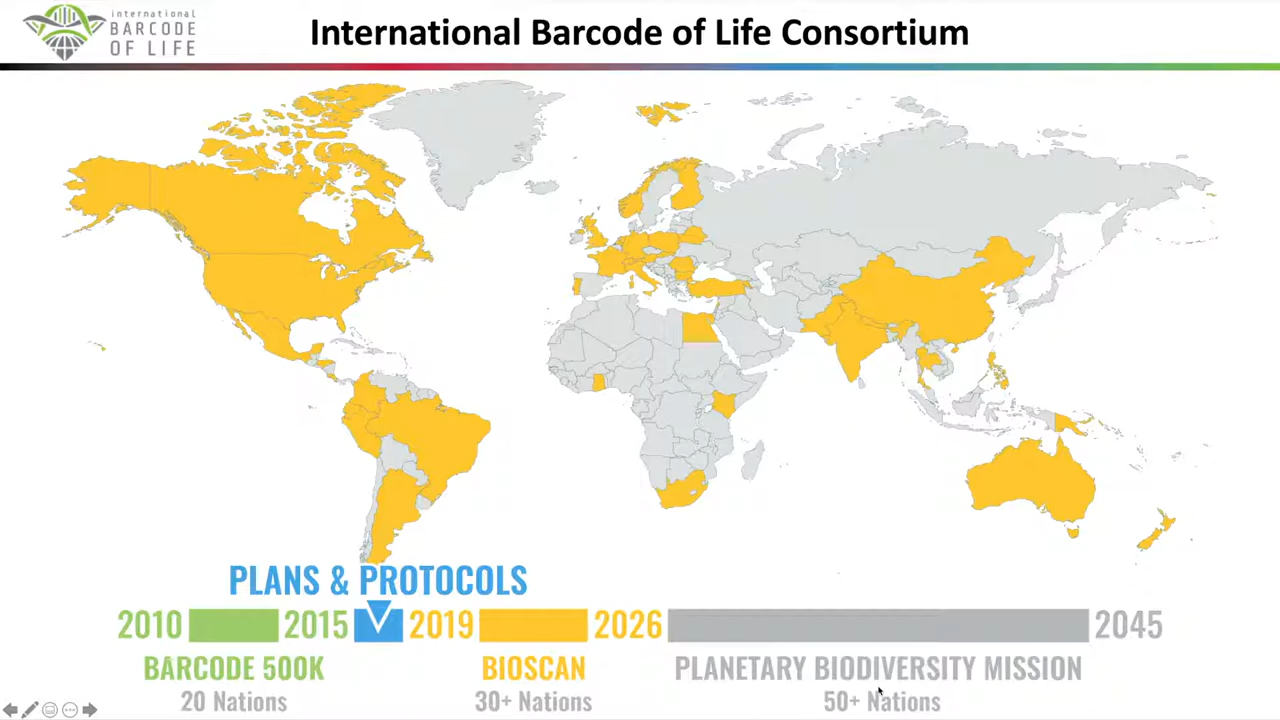 international
BARCODE
OF LIFE
International Barcode of Life Consortium
PLANS & PROTOCOLS
2010 2015 2019 2026 2045
BARCODE 500K BIOSCAN PLANETARY BIODIVERSITY MISSION
20 Nations 30+ Nations 50+ Nations